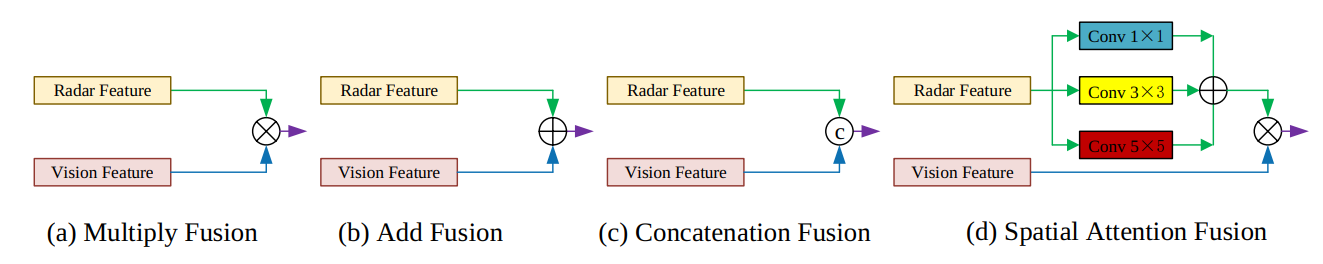 Radar Feature
Vision Feature
(a) Multiply Fusion
Radar Feature
Vision Feature
(b) Add Fusion
Radar Feature
c
Vision Feature
(c) Concatenation Fusion
Radar Feature
Conv 1×1
Conv 3×3
Conv 5×5
Vision Feature
(d) Spatial Attention Fusion